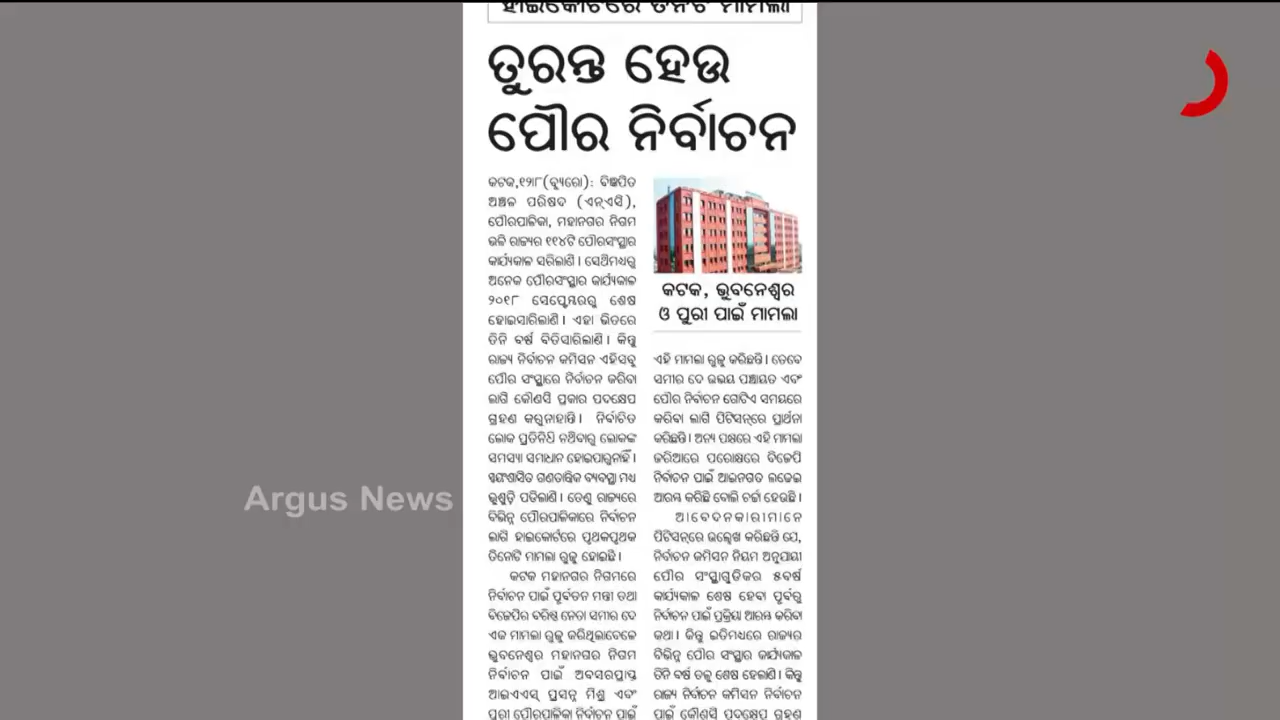 ହାଇକୋର୍ଟରେ ତିନଟି ମାମଲା
ତୁରନ୍ତ ହେଉ
ପୌର ନିର୍ବାଚନ
କଟକ,୧୨ା୮(ବ୍ୟୁରୋ): ବିଜ୍ଞାପିତ
ଅଞ୍ଚଳ ପରିଷଦ (ଏନ୍‌ଏସି),
ପୌରପାଳିକା, ମହାନଗର ନିଗମ
ଭଳି ରାଜ୍ୟର ୧୧୪ଟି ପୌରସଂସ୍ଥାର
କାର୍ଯ୍ୟକାଳ ସରିଲାଣି। ସେଥିମଧ୍ୟରୁ
ଅନେକ ପୌରସଂସ୍ଥାର କାର୍ଯ୍ୟକାଳ
୨୦୧୮ ସେପ୍ଟେମ୍ବରରୁ ଶେଷ
ହୋଇସାରିଲାଣି। ଏହା ଭିତରେ
ତିନି ବର୍ଷ ବିତିସାରିଲାଣି। କିନ୍ତୁ
ରାଜ୍ୟ ନିର୍ବାଚନ କମିସନ ଏହିସବୁ
ପୌର ସଂସ୍ଥାରେ ନିର୍ବାଚନ କରିବା
ଲାଗି କୌଣସି ପ୍ରକାର ପଦକ୍ଷେପ
ଗ୍ରହଣ କରୁନାହାନ୍ତି। ନିର୍ବାଚିତ
ଲୋକ ପ୍ରତିନିଧି ନଥିବାରୁ ଲୋକଙ୍କ
ସମସ୍ୟା ସମାଧାନ ହୋଇପାରୁନାହିଁ।
ସ୍ୱୟଂଶାସିତ ଗଣତାନ୍ତ୍ରିକ ବ୍ୟବସ୍ଥା ମଧ୍ୟ
ଭୁଶୁଡ଼ି ପଡିଲାଣି। ତେଣୁ ରାଜ୍ୟରେ
ବିଭିନ୍ନ ପୌରପାଳିକାରେ ନିର୍ବାଚନ
ଲାଗି ହାଇକୋର୍ଟରେ ପୃଥକପୃଥକ
ତିନୋଟି ମାମଲା ରୁଜୁ ହୋଇଛି।
କଟକ ମହାନଗର ନିଗମରେ
ନିର୍ବାଚନ ପାଇଁ ପୂର୍ବତନ ମନ୍ତ୍ରୀ ତଥା
ବିଜେପିର ବରିଷ୍ଠ ନେତା ସମୀର ଦେ
ଏକ ମାମଲା ରୁଜୁ କରିଥିଲାବେଳେ
ଭୁବନେଶ୍ୱର ମହାନଗର ନିଗମ
ନିର୍ବାଚନ ପାଇଁ ଅବସରପ୍ରାପ୍ତ
ଆଇଏଏସ୍ ପ୍ରସନ୍ନ ମିଶ୍ର ଏବଂ
ପୁରୀ ପୌରପାଳିକା ନିର୍ବାଚନ ପାଇଁ
କଟକ, ଭୁବନେଶ୍ୱର
ଓ ପୁରୀ ପାଇଁ ମାମଲା
ଏହି ମାମଲା ରୁଜୁ କରିଛନ୍ତି। ତେବେ
ସମୀର ଦେ ଉଭୟ ପଞ୍ଚାୟତ ଏବଂ
ପୌର ନିର୍ବାଚନ ଗୋଟିଏ ସମୟରେ
କରିବା ଲାଗି ପିଟିସନ୍‌ରେ ପ୍ରାର୍ଥନା
କରିଛନ୍ତି। ଅନ୍ୟ ପକ୍ଷରେ ଏହି ମାମଲା
ଜରିଆରେ ପରୋକ୍ଷରେ ବିଜେପି
ନିର୍ବାଚନ ପାଇଁ ଆଇନଗତ ଲଢେଇ
ଆରମ୍ଭ କରିଛି ବୋଲି ଚର୍ଚ୍ଚା ହେଉଛି।
ଆବେଦନକାରୀମାନେ
ପିଟିସନ୍‌ରେ ଉଲ୍ଲେଖ କରିଛନ୍ତି ଯେ,
ନିର୍ବାଚନ କମିସନ ନିୟମ ଅନୁଯାୟୀ
ପୌର ସଂସ୍ଥାଗୁଡିକର ୫ବର୍ଷ
କାର୍ଯ୍ୟକାଳ ଶେଷ ହେବା ପୂର୍ବରୁ
ନିର୍ବାଚନ ପାଇଁ ପ୍ରକ୍ରିୟା ଆରମ୍ଭ କରିବା
କଥା। କିନ୍ତୁ ଇତିମଧ୍ୟରେ ରାଜ୍ୟର
ବିଭିନ୍ନ ପୌର ସଂସ୍ଥାର କାର୍ଯ୍ୟକାଳ
ତିନି ବର୍ଷ ତଳୁ ଶେଷ ହେଲାଣି। କିନ୍ତୁ
ରାଜ୍ୟ ନିର୍ବାଚନ କମିସନ ନିର୍ବାଚନ
ପାଇଁ କୌଣସି ପଦକ୍ଷେପ ଗ୍ରହଣ
Argus News